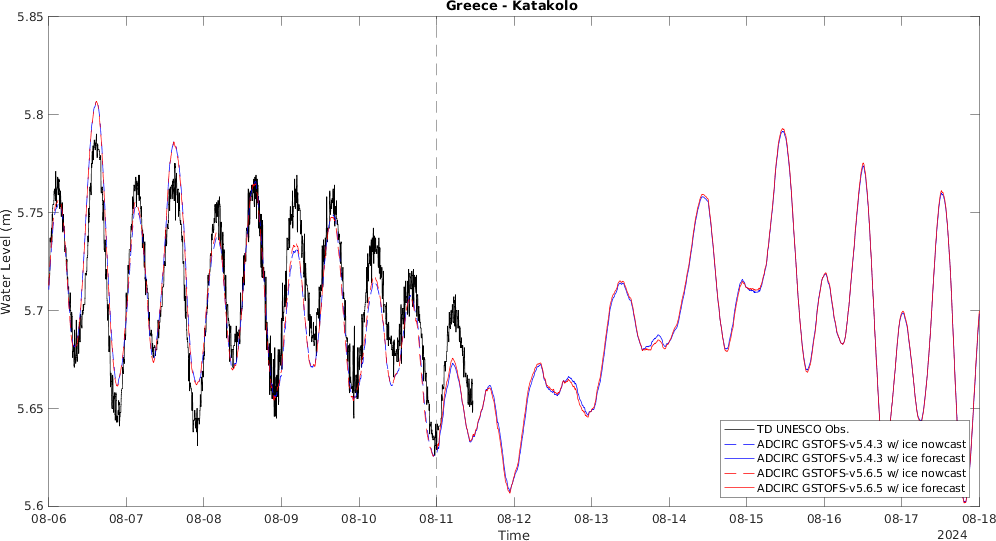 Greece - Katakolo
5.85
5.8
5.75
5.7
5.65
5.6
Water Level (m)
TD UNESCO Obs.
ADCIRC GSTOFS-v5.4.3 w/ ice nowcast
ADCIRC GSTOFS-v5.4.3 w/ ice forecast
ADCIRC GSTOFS-v5.6.5 w/ ice nowcast
ADCIRC GSTOFS-v5.6.5 w/ ice forecast
08-06 08-07 08-08 08-09 08-10 08-11 08-12 08-13 08-14 08-15 08-16 08-17 08-18
Time
2024